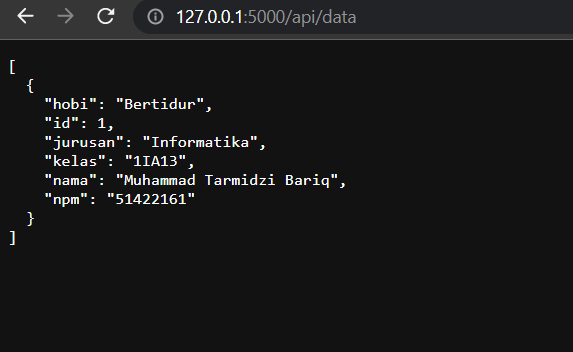 127.0.0.1:5000/api/data
[
  {
    "hobi": "Bertidur",
    "id": 1,
    "jurusan": "Informatika",
    "kelas": "1IA13",
    "nama": "Muhammad Tarmidzi Bariq",
    "npm": "51422161"
  }
]